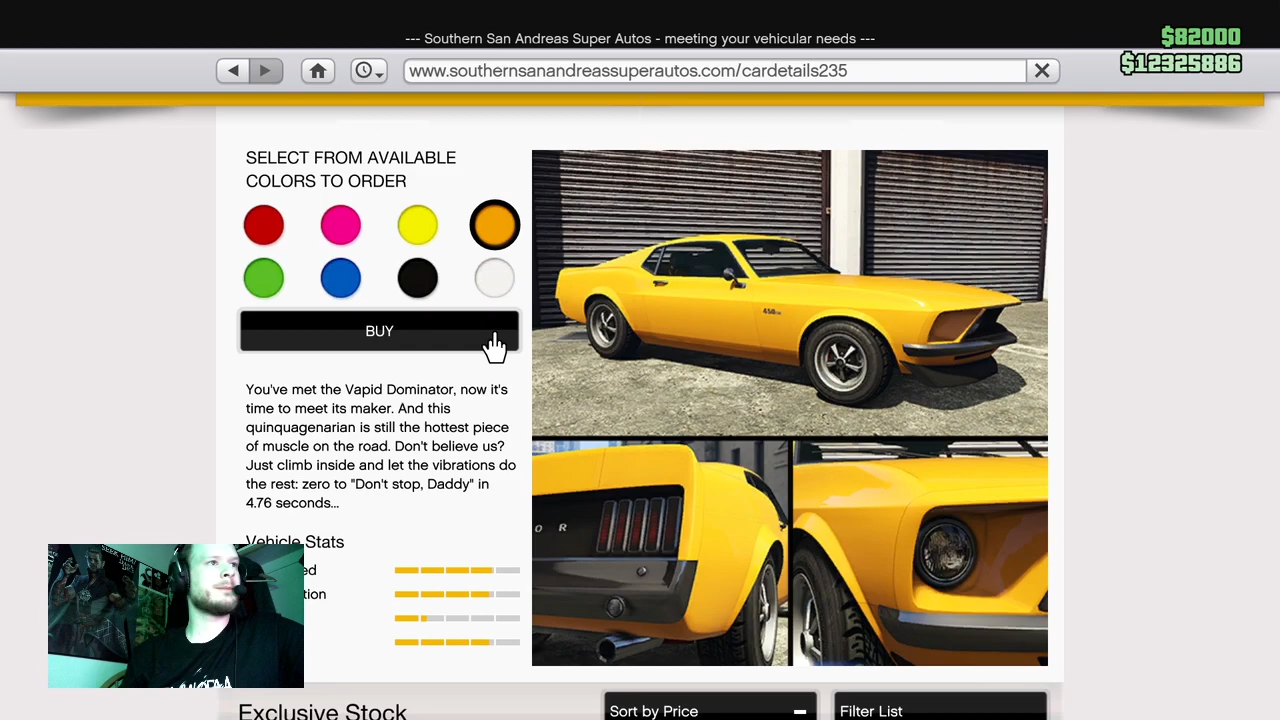 --- Southern San Andreas Super Autos - meeting your vehicular needs ---
$82000
$12325886
www.southernsanandreassuperautos.com/cardetails235
SELECT FROM AVAILABLE
COLORS TO ORDER
BUY
You've met the Vapid Dominator, now it's
time to meet its maker. And this
quinquagenarian is still the hottest piece
of muscle on the road. Don't believe us?
Just climb inside and let the vibrations do
the rest: zero to "Don't stop, Daddy" in
4.76 seconds...
Vehicle Stats
ed
tion
O R
Exclusive Stock
Sort by Price
Filter List